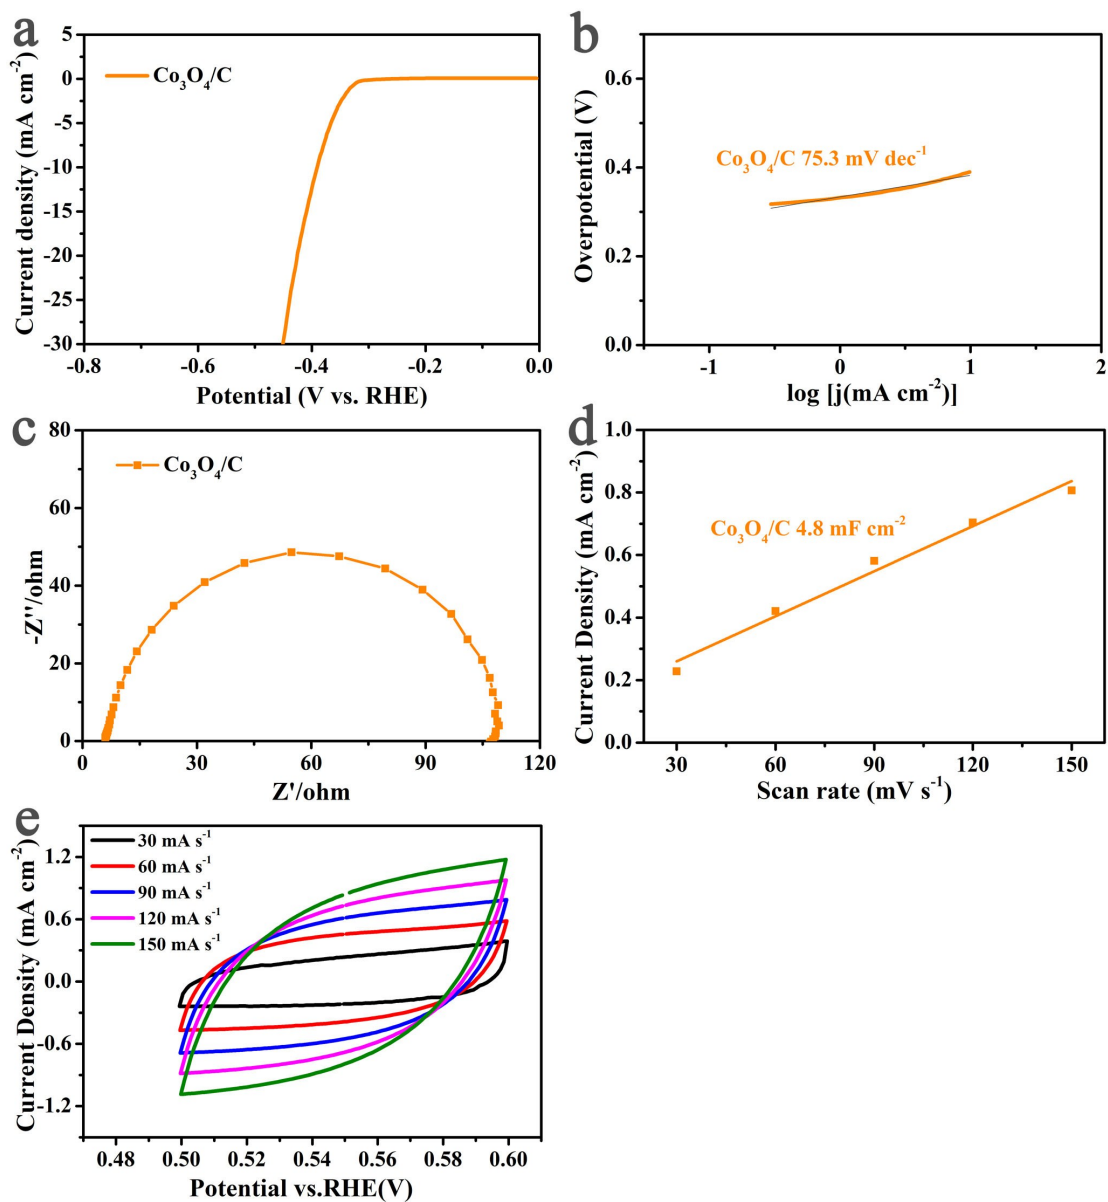 a
Current density (mA cm⁻²)
5
0
-5
-10
-15
-20
-25
-30
Co₃O₄/C
-0.8
-0.6
-0.4
-0.2
0.0
Potential (V vs. RHE)
b
Overpotential (V)
0.6
0.4
0.2
0.0
Co₃O₄/C 75.3 mV dec⁻¹
-1
0
1
2
log [j(mA cm⁻²)]
c
-Z''/ohm
80
60
40
20
0
Co₃O₄/C
0
30
60
90
120
Z'/ohm
d
Current Density (mA cm⁻²)
1.0
0.8
0.6
0.4
0.2
0.0
Co₃O₄/C 4.8 mF cm⁻²
30
60
90
120
150
Scan rate (mV s⁻¹)
e
Current Density (mA cm⁻²)
1.2
0.6
0.0
-0.6
-1.2
30 mA s⁻¹
60 mA s⁻¹
90 mA s⁻¹
120 mA s⁻¹
150 mA s⁻¹
0.48
0.50
0.52
0.54
0.56
0.58
0.60
Potential vs.RHE(V)